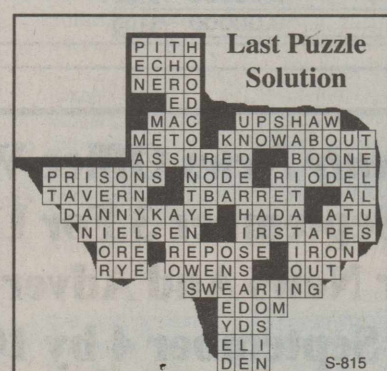 Last Puzzle
Solution
PITH
ECHO
NERO
ED
MAC UPSHAW
METO KNOWABOUT
ASSURED BOONE
PRISONS NODE RIODEL
TAVERN TBARRET AL
DANNYKAYE HADA ATU
NIELSEN IRSTAPES
ORE REPOSE IRON
RYE OWENS OUT
SWEARING
EDOM
YDS
ELI
DEN
S-815